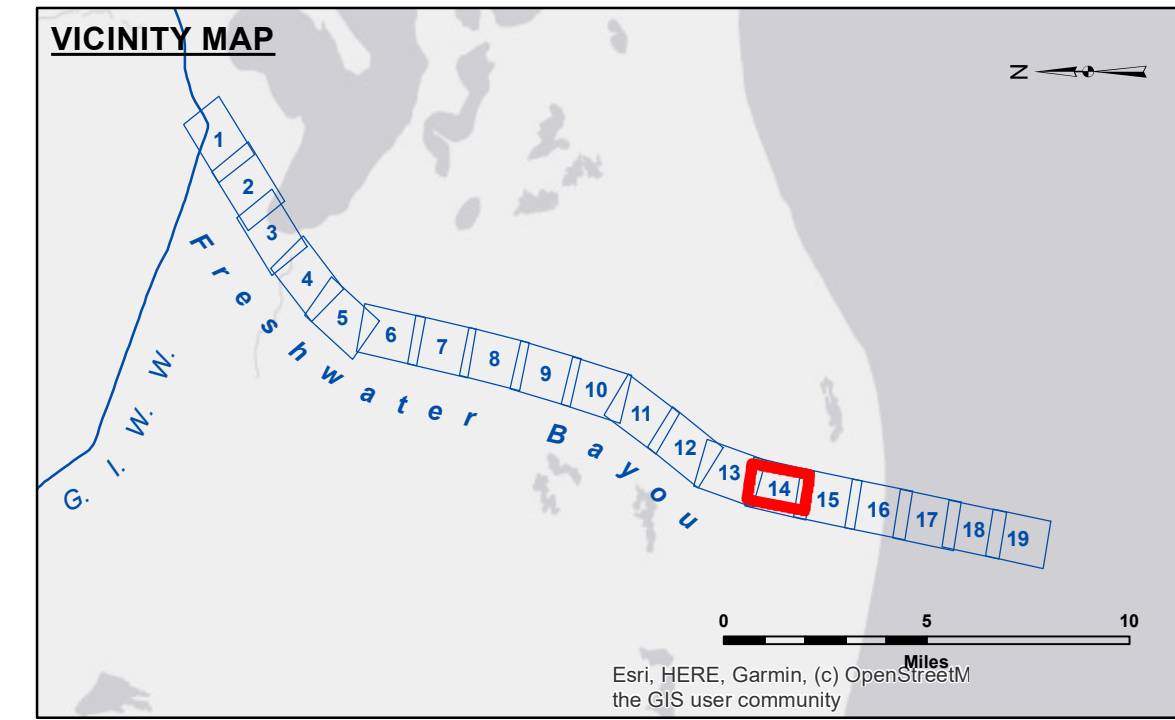 VICINITY MAP
N
1
2
3
4
5
6
7
8
9
10
11
12
13
14
15
16
17
18
19
Freshwater Bayou
G. I. W. W.
0 5 10
Miles
Esri, HERE, Garmin, (c) OpenStreetM
the GIS user community